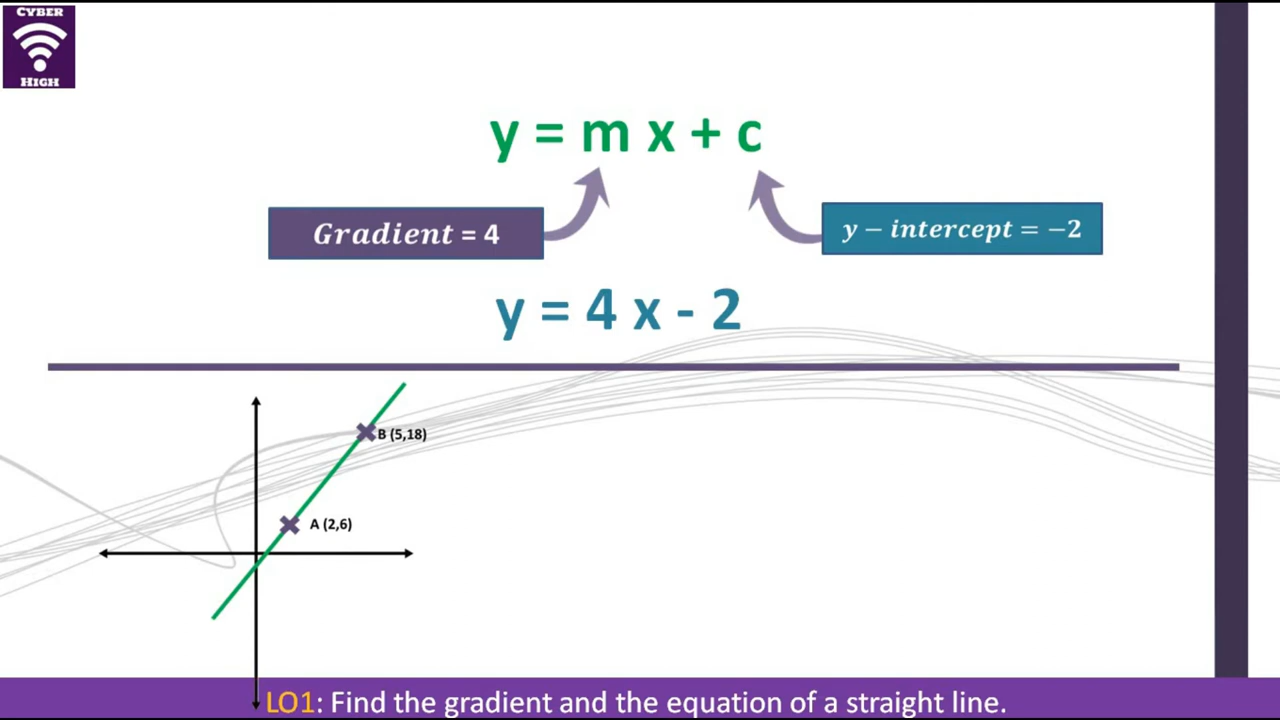 CYBER
HIGH
y = m x + c
Gradient = 4
y − intercept = −2
y = 4 x - 2
B (5,18)
A (2,6)
LO1: Find the gradient and the equation of a straight line.